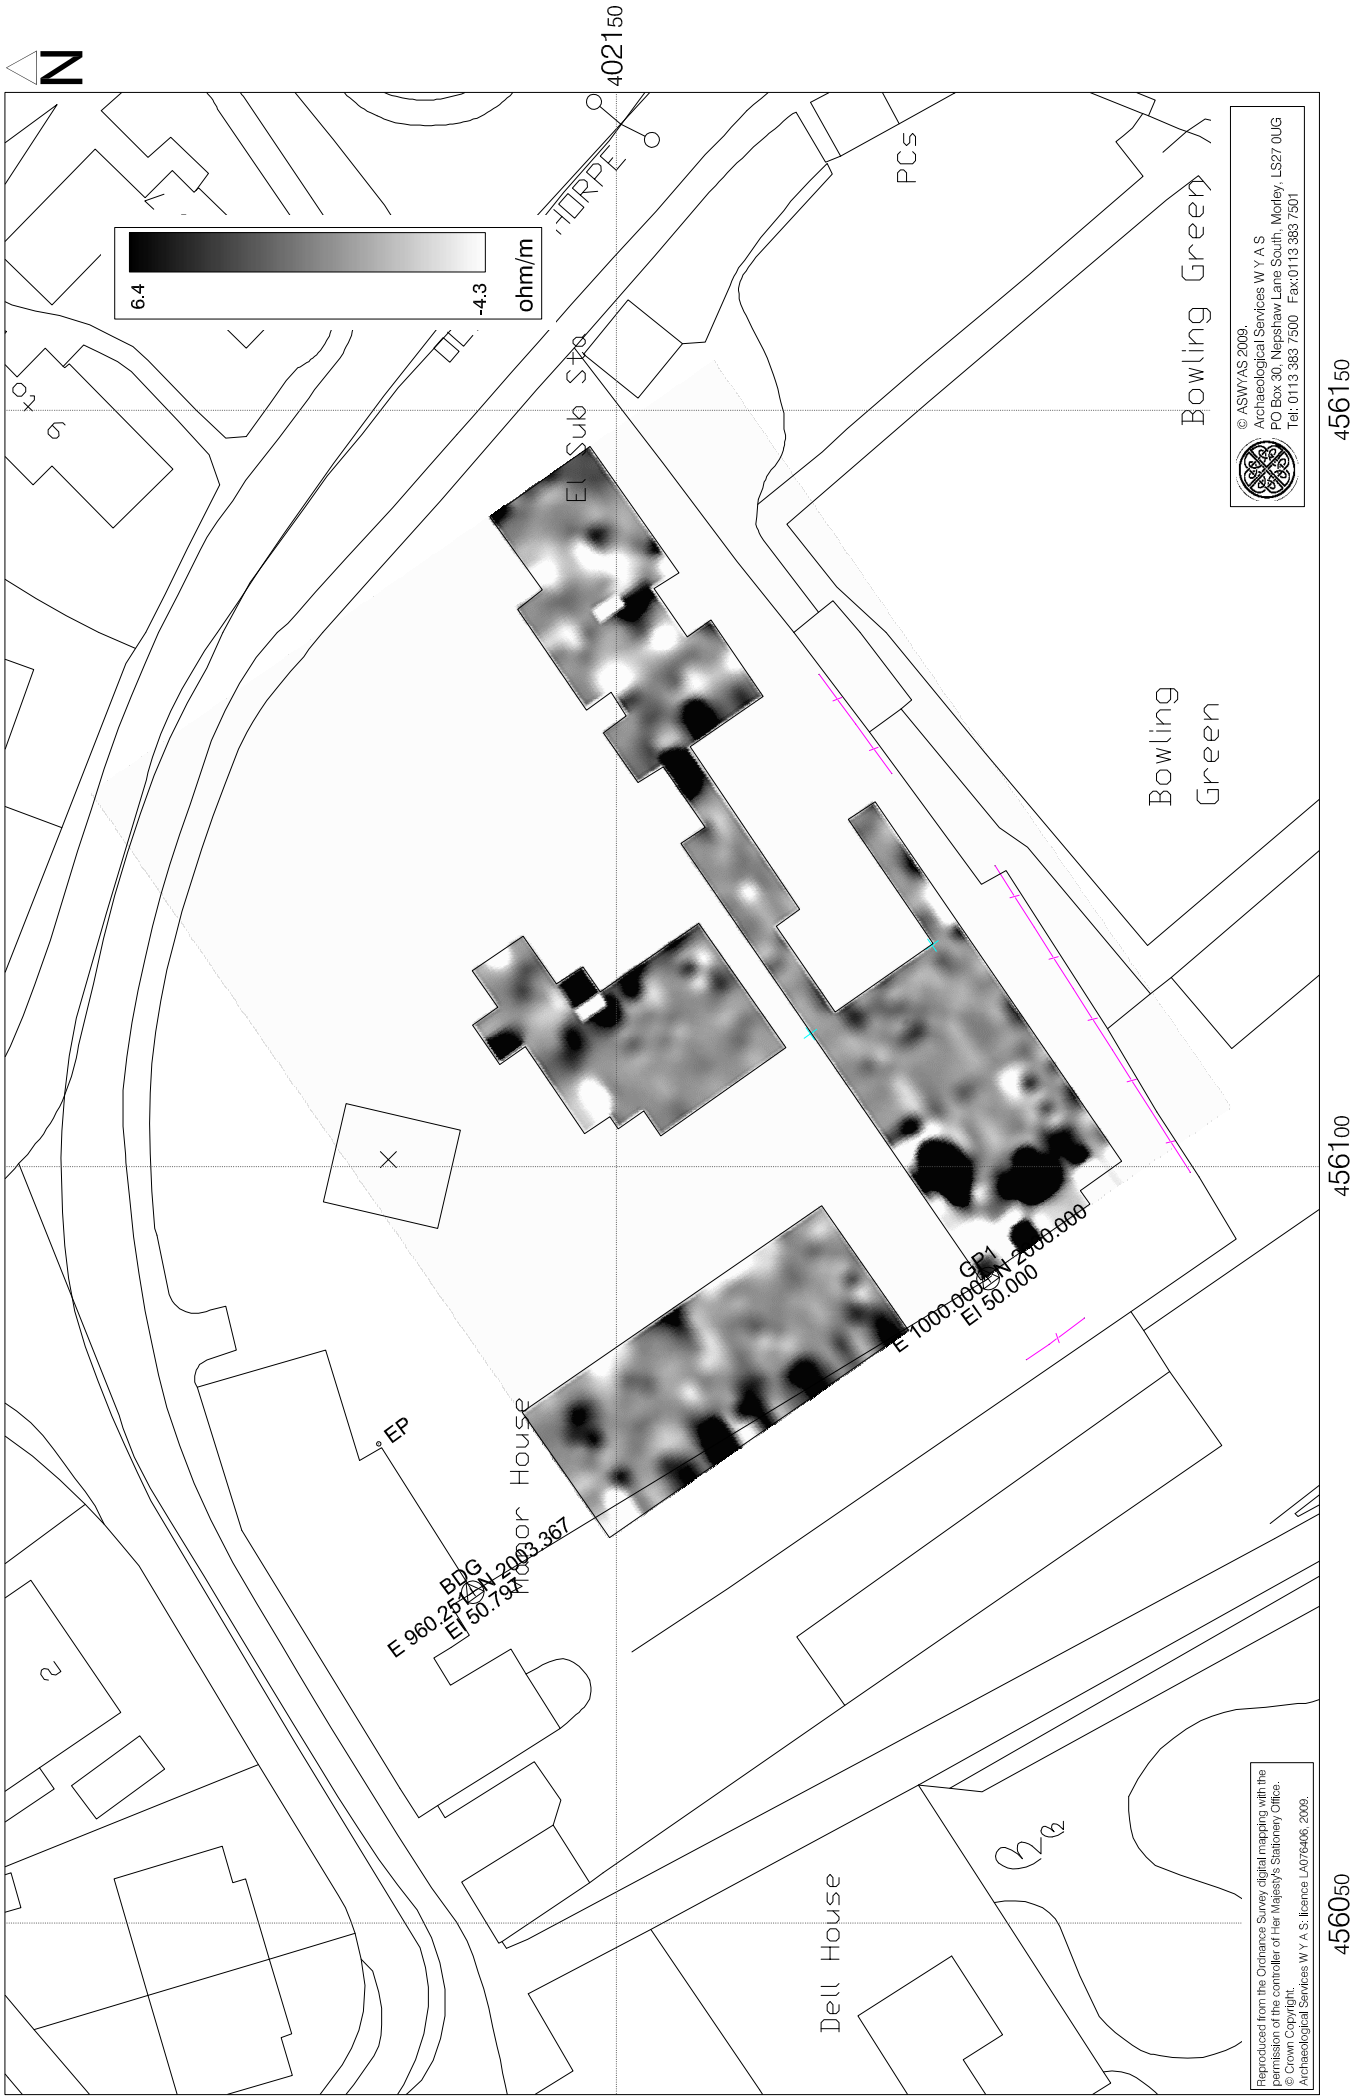 N
402150
6.4
-4.3
ohm/m
THORPE
PCs
7
9
2
El Sub Sta
Bowling Green
Bowling
Green
© ASWYAS 2009.
Archaeological Services W Y A S
PO Box 30, Nepshaw Lane South, Morley, LS27 0UG
Tel: 0113 383 7500 Fax:0113 383 7501
456150
456100
456050
EP
Manor House
BDG
E 960.251 N 2003.367
El 50.797
GP1
E 1000.000 N 2000.000
El 50.000
Dell House
Reproduced from the Ordnance Survey digital mapping with the
permission of the controller of Her Majesty's Stationery Office.
© Crown Copyright.
Archaeological Services W Y A S: licence LA076406, 2009.